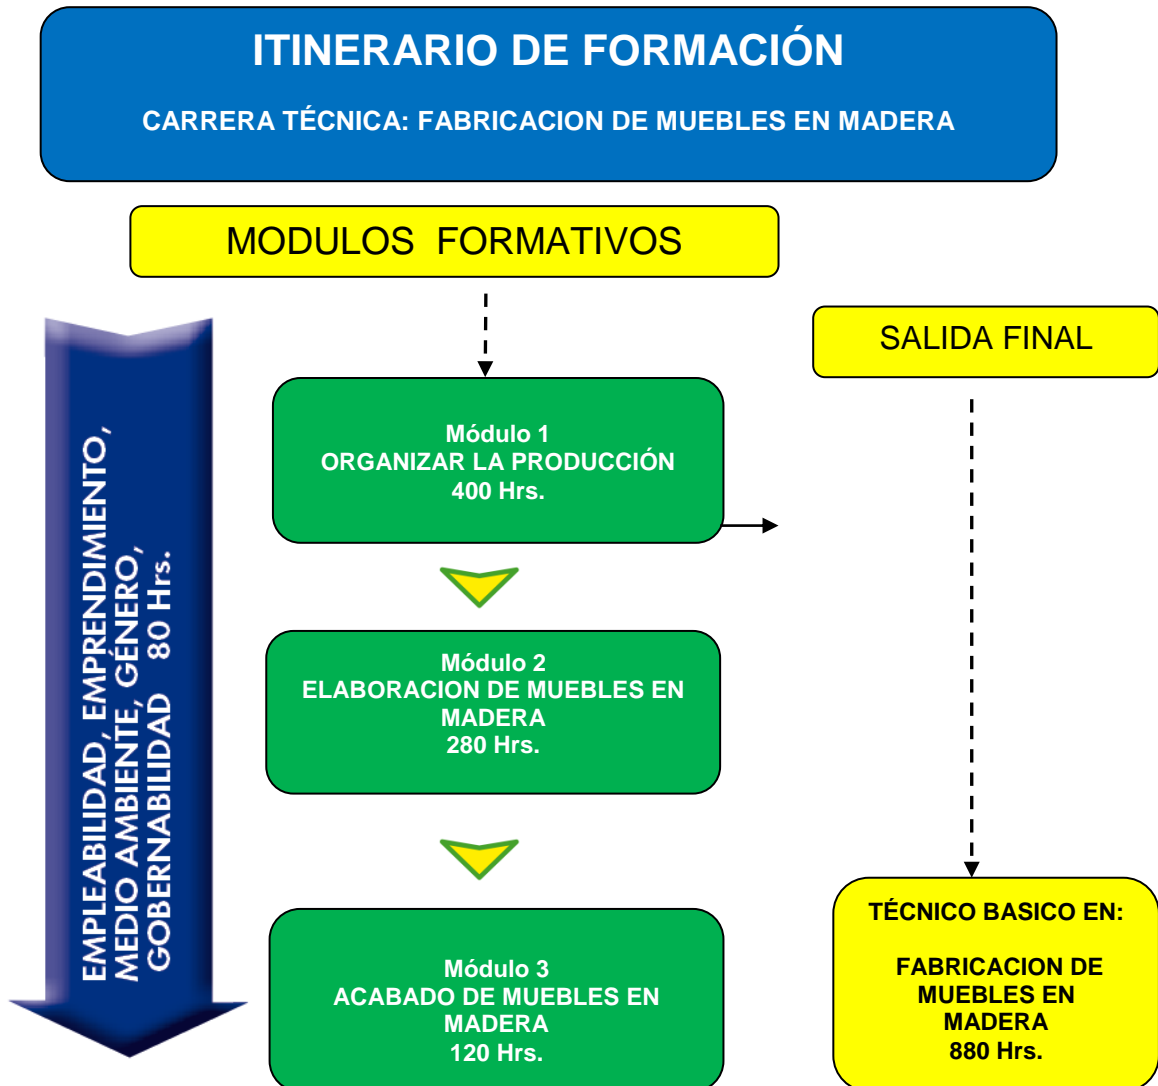 ITINERARIO DE FORMACIÓN
CARRERA TÉCNICA: FABRICACION DE MUEBLES EN MADERA
MODULOS FORMATIVOS
SALIDA FINAL
EMPLEABILIDAD, EMPRENDIMIENTO,
MEDIO AMBIENTE, GÉNERO,
GOBERNABILIDAD 80 Hrs.
Módulo 1
ORGANIZAR LA PRODUCCIÓN
400 Hrs.
Módulo 2
ELABORACION DE MUEBLES EN
MADERA
280 Hrs.
Módulo 3
ACABADO DE MUEBLES EN
MADERA
120 Hrs.
TÉCNICO BASICO EN:
FABRICACION DE
MUEBLES EN
MADERA
880 Hrs.